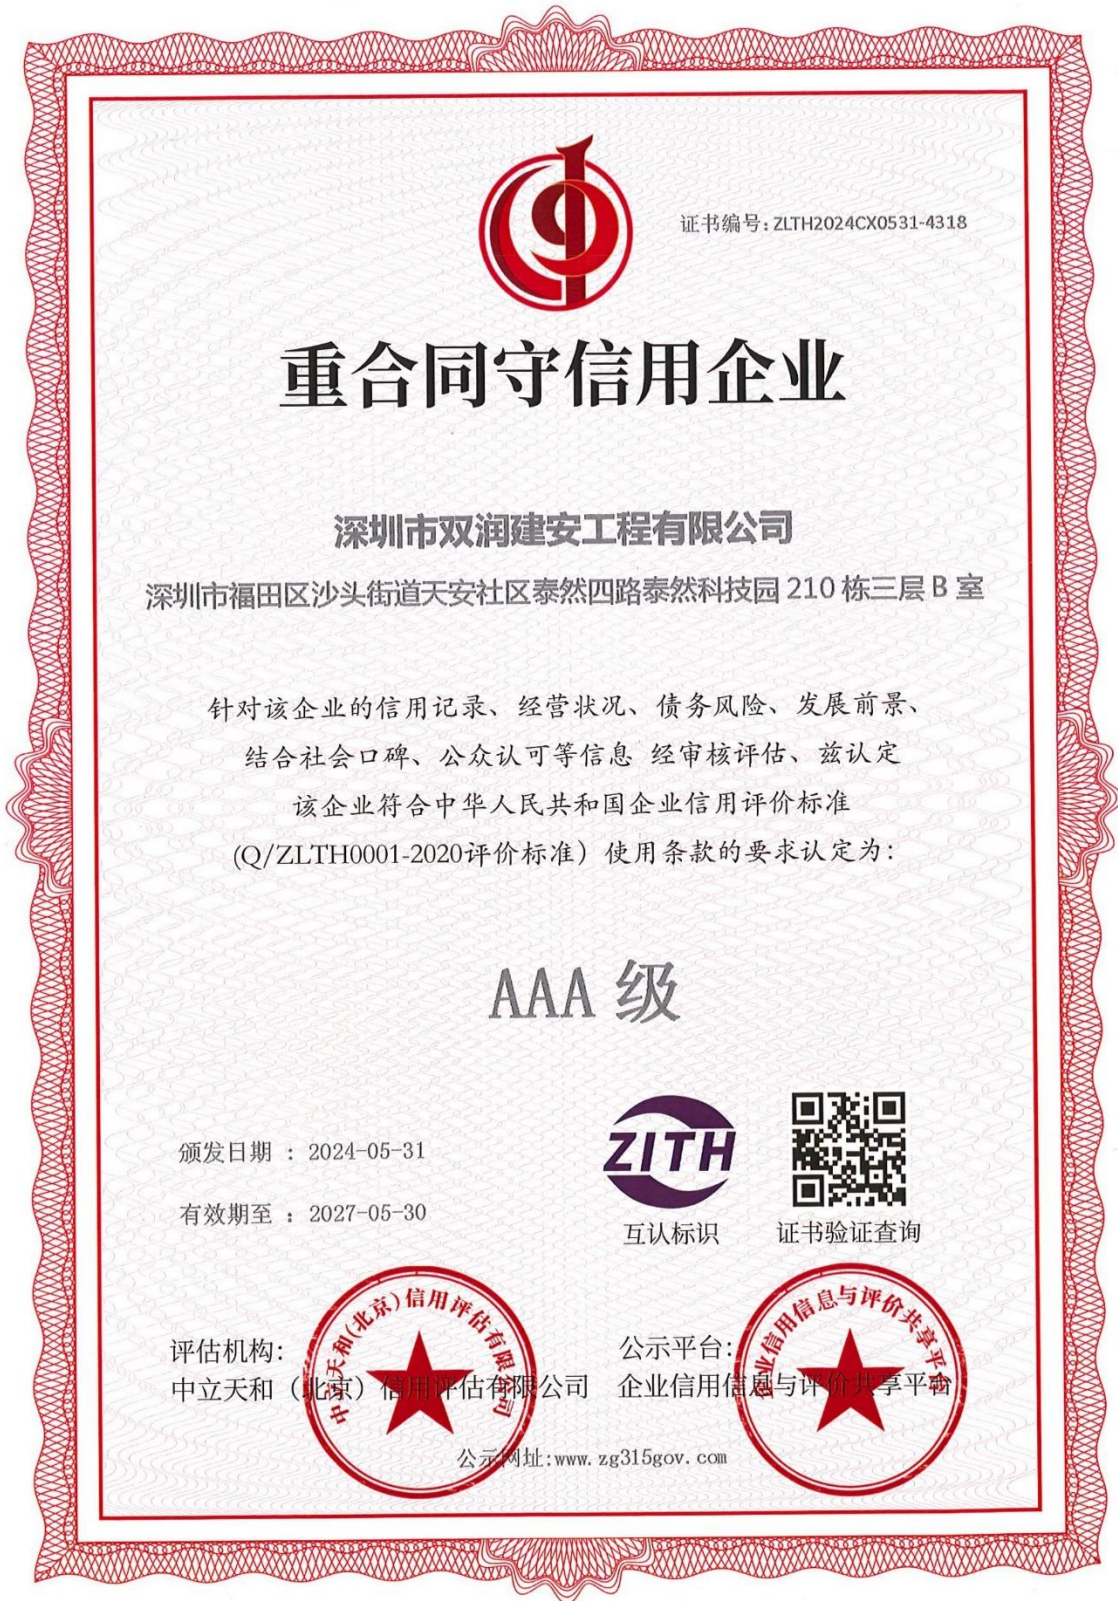 证书编号:ZLTH2024CX0531-4318
重合同守信用企业
深圳市双润建安工程有限公司
深圳市福田区沙头街道天安社区泰然四路泰然科技园 210 栋三层 B 室
针对该企业的信用记录、经营状况、债务风险、发展前景、
结合社会口碑、公众认可等信息 经审核评估、兹认定
该企业符合中华人民共和国企业信用评价标准
(Q/ZLTH0001-2020评价标准）使用条款的要求认定为：
AAA 级
颁发日期 : 2024-05-31
有效期至 : 2027-05-30
ZITH
互认标识
证书验证查询
评估机构:
中立天和（北京）信用评估有限公司
中立天和(北京)信用评估有限公司
公示平台:
企业信用信息与评价共享平台
企业信用信息与评价共享平台
公示网址:www.zg315gov.com